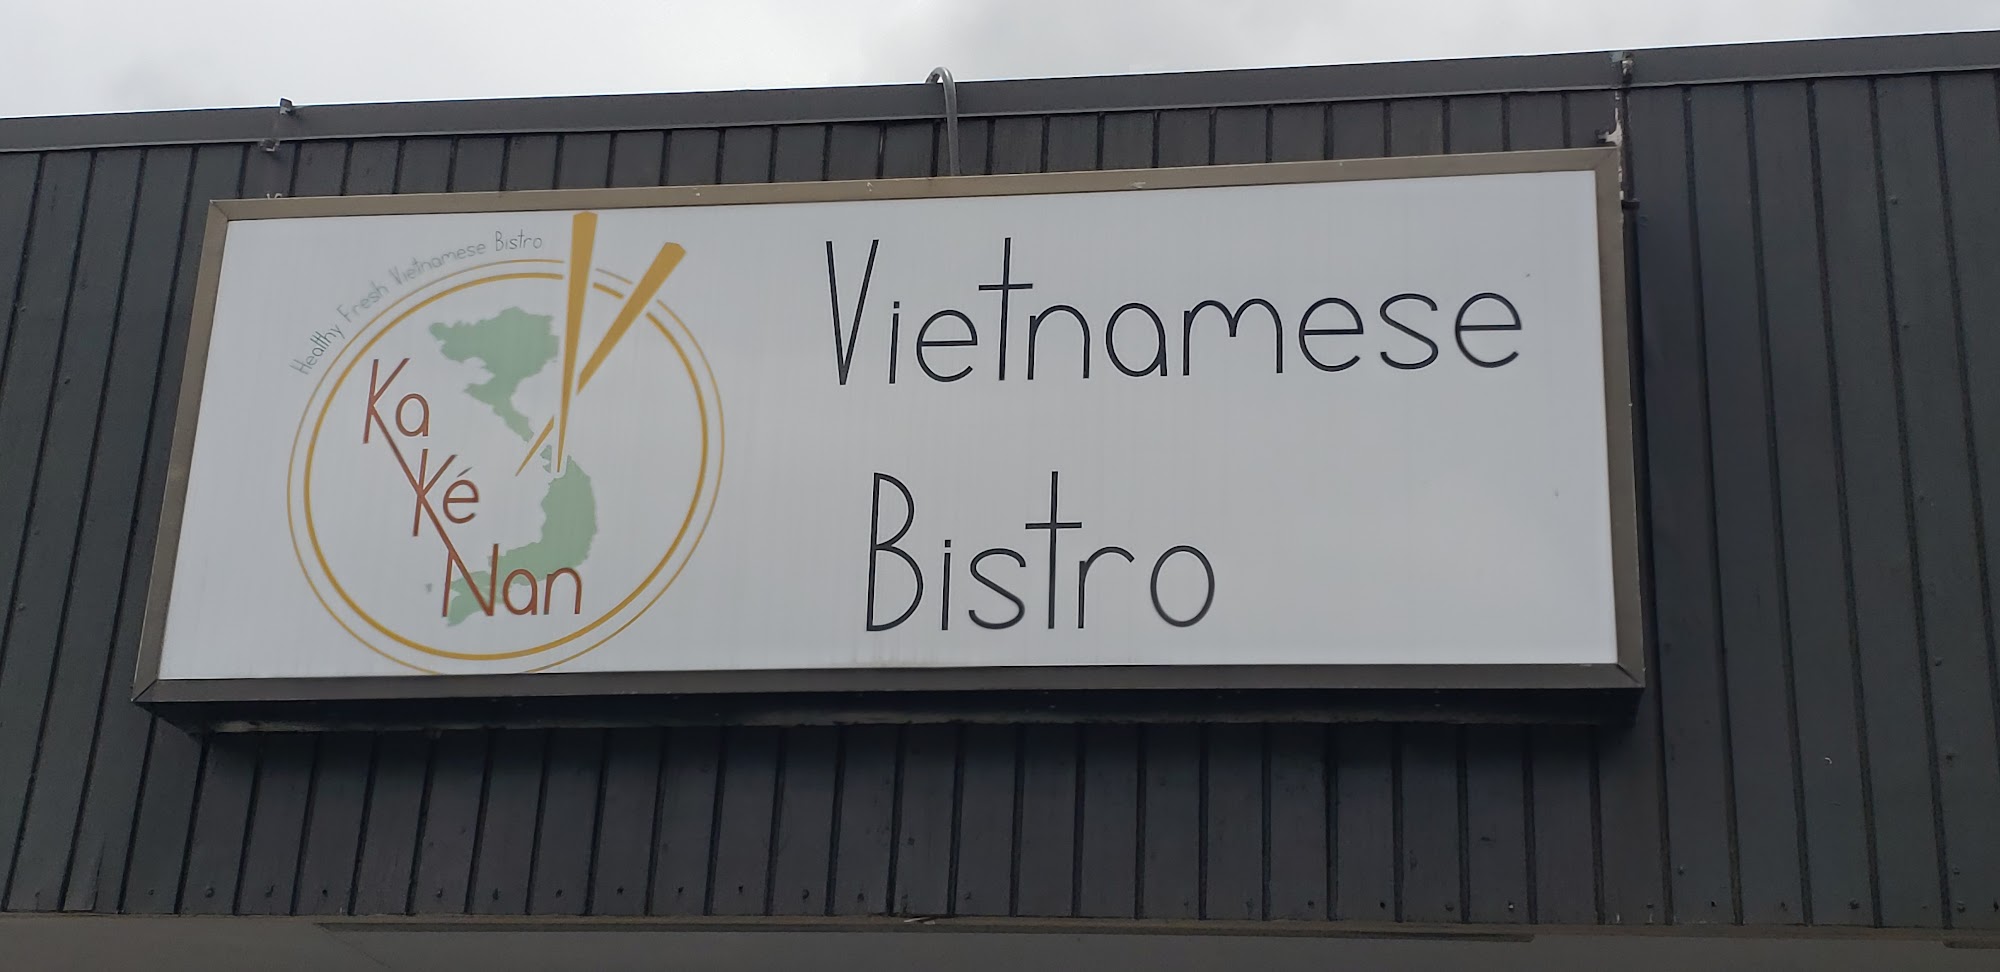 Healthy Fresh Vietnamese Bistro
Ka
Ké
Nan
Vietnamese
Bistro